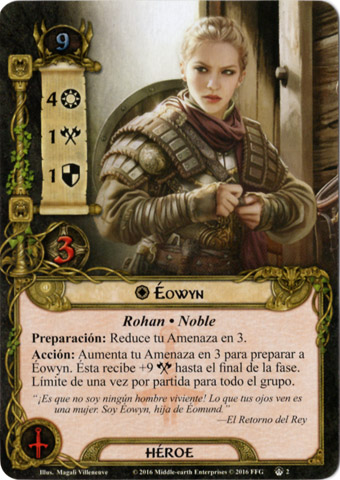 9
4
1
1
3
Éowyn
Rohan • Noble
Preparación: Reduce tu Amenaza en 3.
Acción: Aumenta tu Amenaza en 3 para preparar a
Éowyn. Ésta recibe +9 hasta el final de la fase.
Límite de una vez por partida para todo el grupo.
“¡Es que no soy ningún hombre viviente! Lo que tus ojos ven es
una mujer. Soy Éowyn, hija de Eomund.”
—El Retorno del Rey
HÉROE
Illus. Magali Villeneuve © 2016 Middle-earth Enterprises © 2016 FFG 2